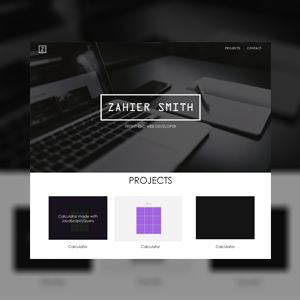 Z
PROJECTS
CONTACT
ZAHIER SMITH
FRONT-END WEB DEVELOPER
PROJECTS
Calculator made with
JavaScript/jQuery
Calculator
Calculator
Calculator